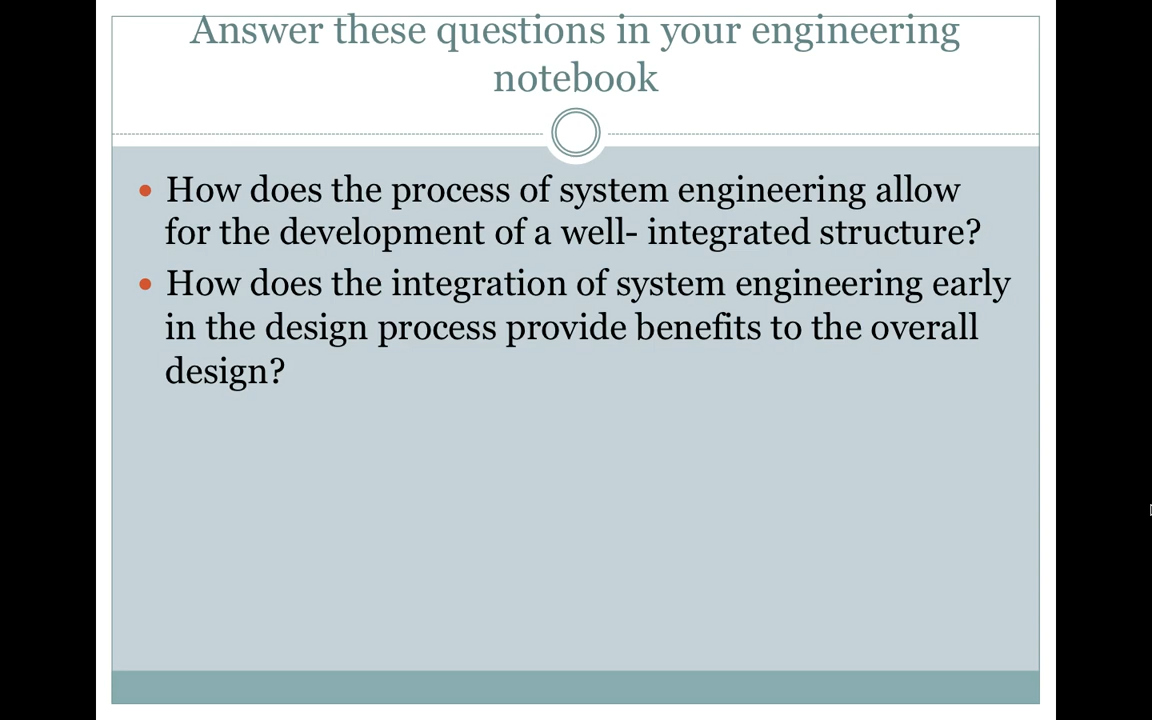 Answer these questions in your engineering
notebook
• How does the process of system engineering allow
for the development of a well- integrated structure?
• How does the integration of system engineering early
in the design process provide benefits to the overall
design?